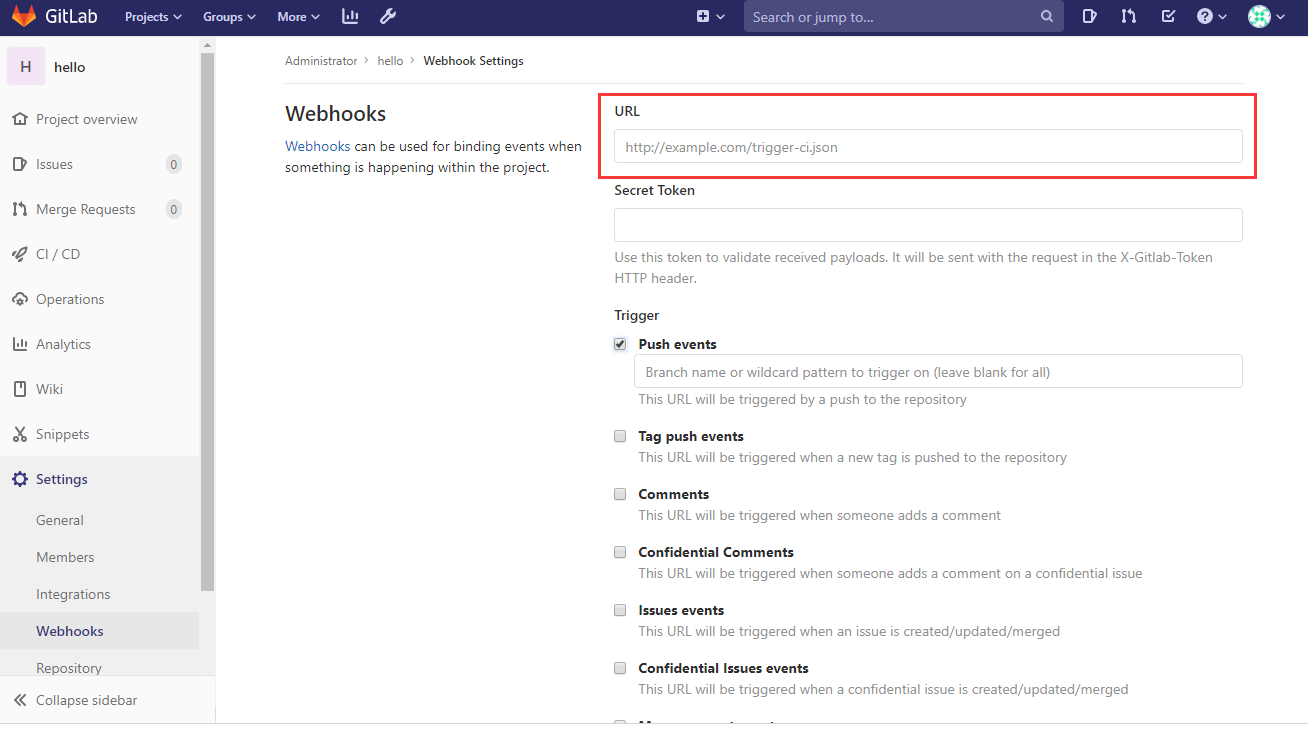 GitLab Projects Groups More Search or jump to...
H hello
Project overview
Issues 0
Merge Requests 0
CI / CD
Operations
Analytics
Wiki
Snippets
Settings
General
Members
Integrations
Webhooks
Repository
Collapse sidebar
Administrator > hello > Webhook Settings
Webhooks
Webhooks can be used for binding events when
something is happening within the project.
URL
http://example.com/trigger-ci.json
Secret Token
Use this token to validate received payloads. It will be sent with the request in the X-Gitlab-Token
HTTP header.
Trigger
Push events
Branch name or wildcard pattern to trigger on (leave blank for all)
This URL will be triggered by a push to the repository
Tag push events
This URL will be triggered when a new tag is pushed to the repository
Comments
This URL will be triggered when someone adds a comment
Confidential Comments
This URL will be triggered when someone adds a comment on a confidential issue
Issues events
This URL will be triggered when an issue is created/updated/merged
Confidential Issues events
This URL will be triggered when a confidential issue is created/updated/merged